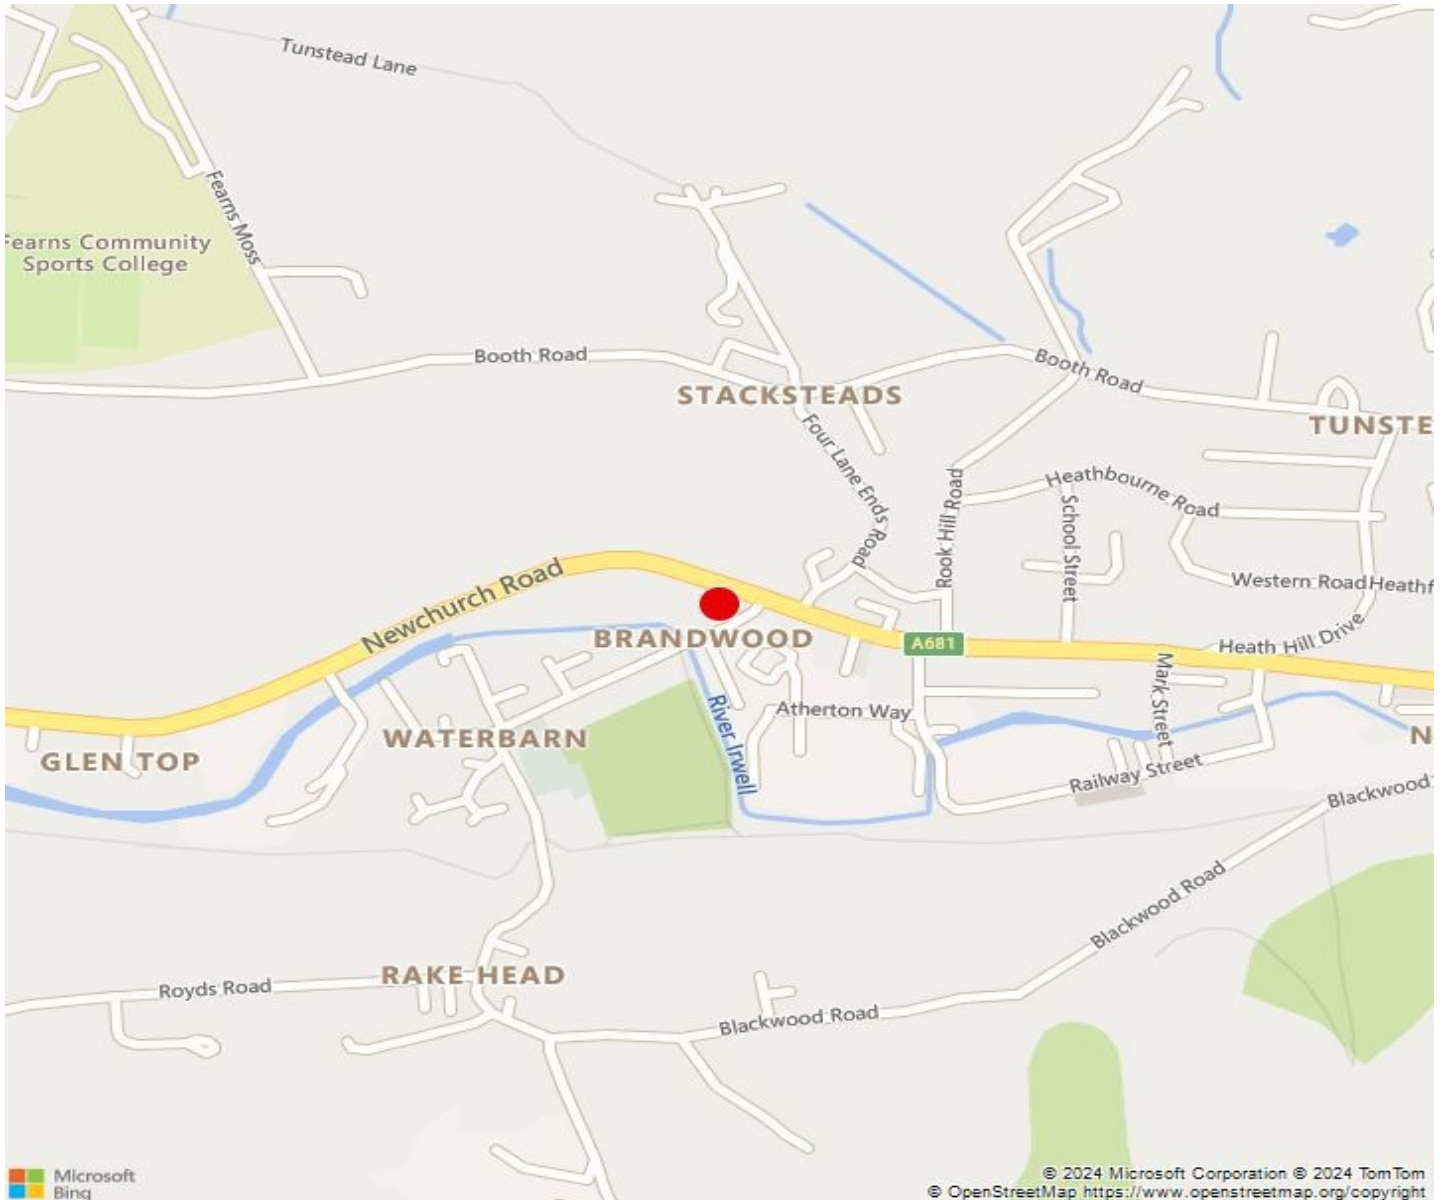 Tunstead Lane
Fearns Moss
Fearns Community
Sports College
Booth Road
Booth Road
STACKSTEADS
TUNSTE
Four Lane Ends Road
Rook Hill Road
Heathbourne Road
School Street
Western Road
Heathf
Newchurch Road
BRANDWOOD
A681
Heath Hill Drive
Mark Street
River Irwell
Atherton Way
WATERBARN
GLEN TOP
N
Railway Street
Blackwood
Blackwood Road
RAKE HEAD
Royds Road
Blackwood Road
Microsoft
Bing
© 2024 Microsoft Corporation © 2024 TomTom
© OpenStreetMap https://www.openstreetmap.org/copyright